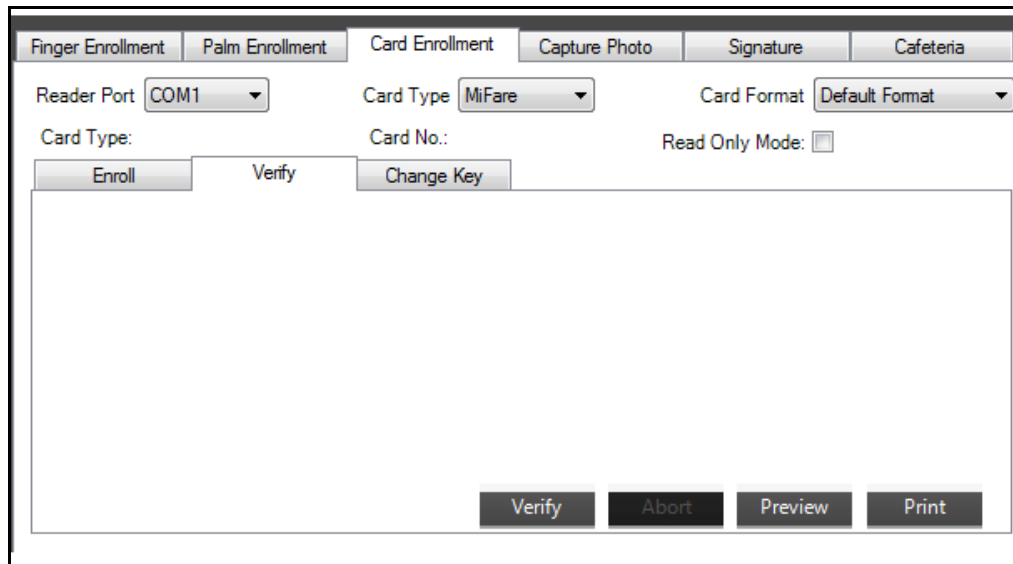 Finger Enrollment Palm Enrollment Card Enrollment Capture Photo Signature Cafeteria
Reader Port COM1 Card Type MiFare Card Format Default Format
Card Type: Card No.: Read Only Mode:
Enroll Verify Change Key
Verify Abort Preview Print